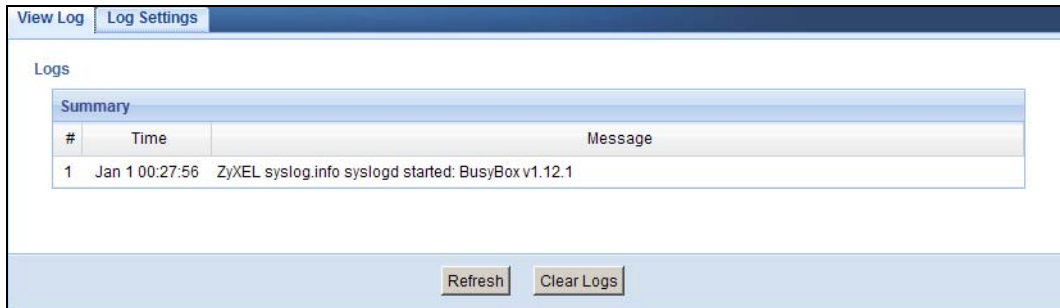 View Log Log Settings
Logs
Summary
# Time Message
1 Jan 1 00:27:56 ZyXEL syslog.info syslogd started: BusyBox v1.12.1
Refresh Clear Logs